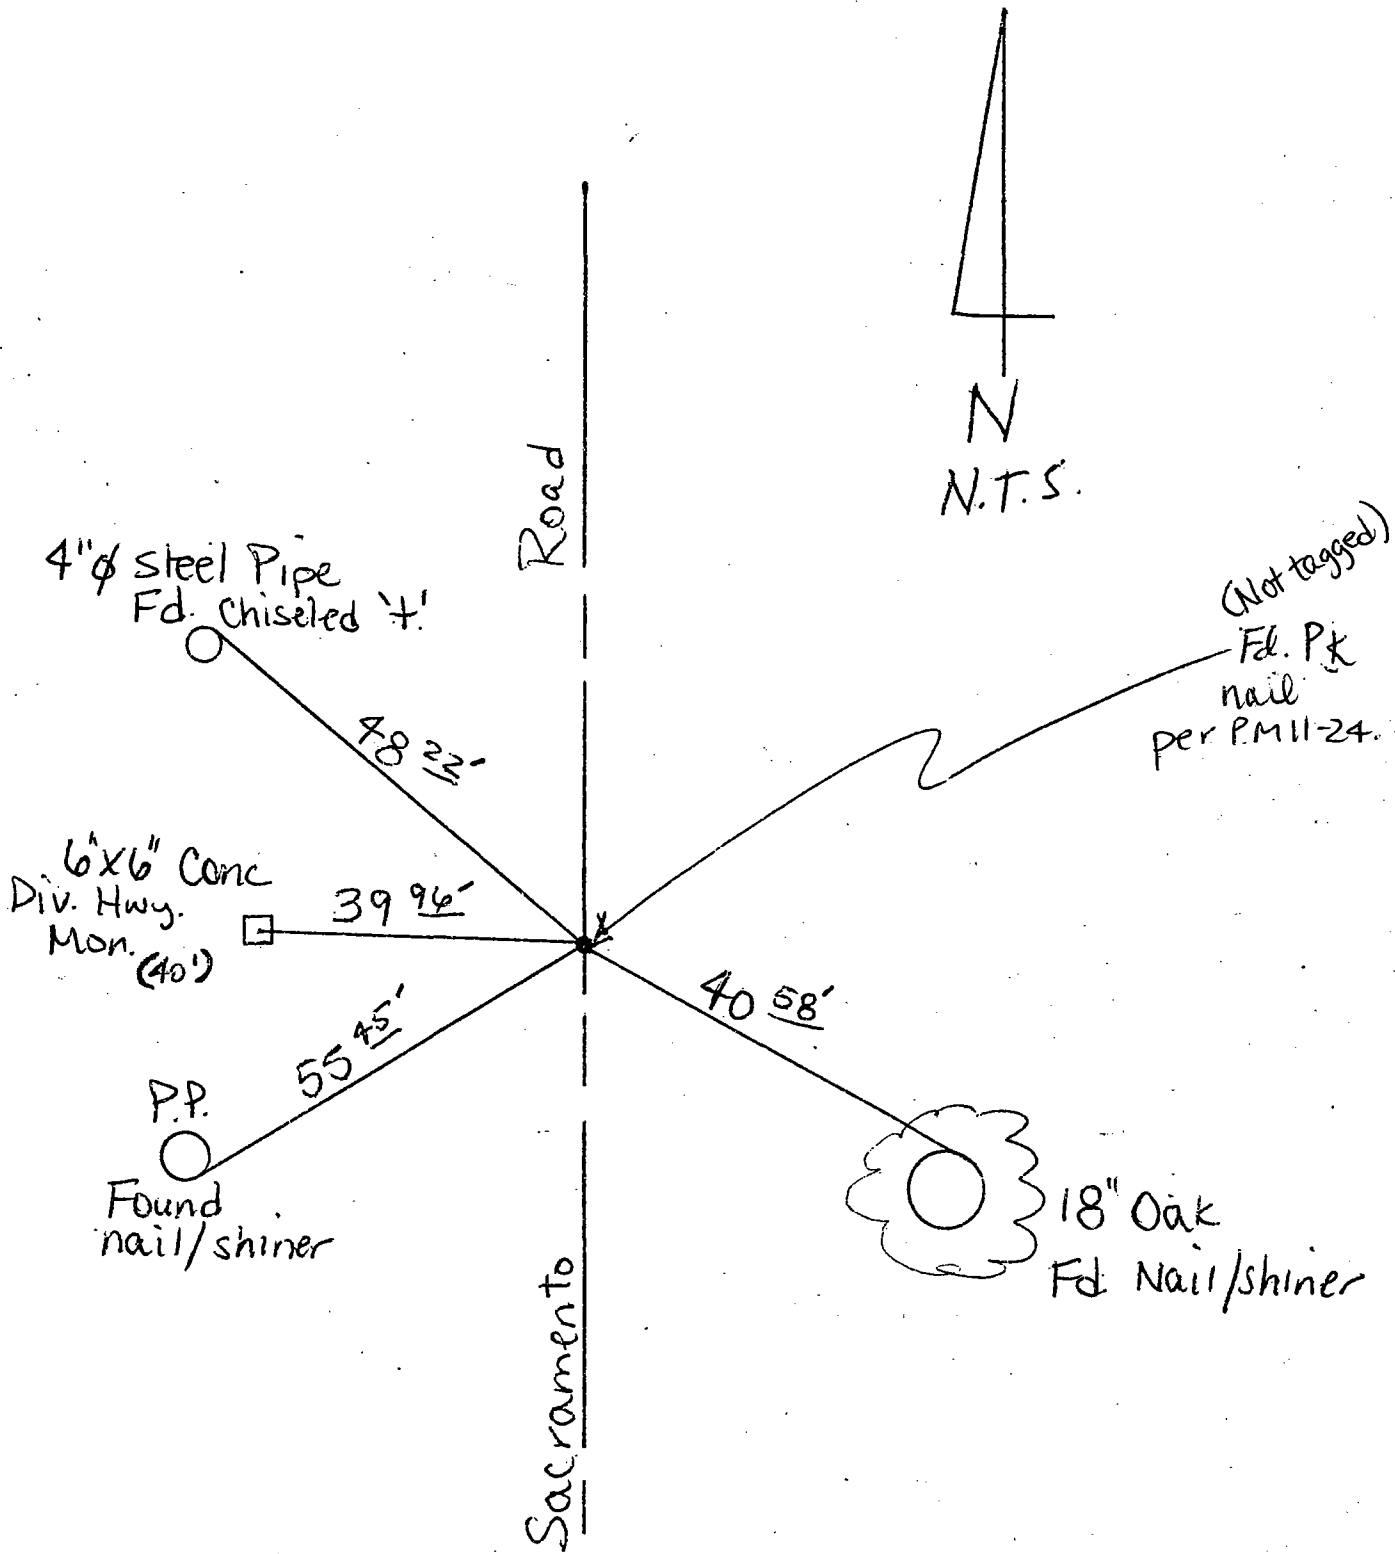 N
N.T.S.
Road
4"ø Steel Pipe
Fd. Chiseled '+'
(Not tagged)
Fd. Pk
nail
per P.M 11-24.
48 22'
6"x6" Conc
Div. Hwy.
Mon.
(40')
39 96'
40 58'
55 45'
P.P.
Found
nail/shiner
18" Oak
Fd. Nail/shiner
Sacramento